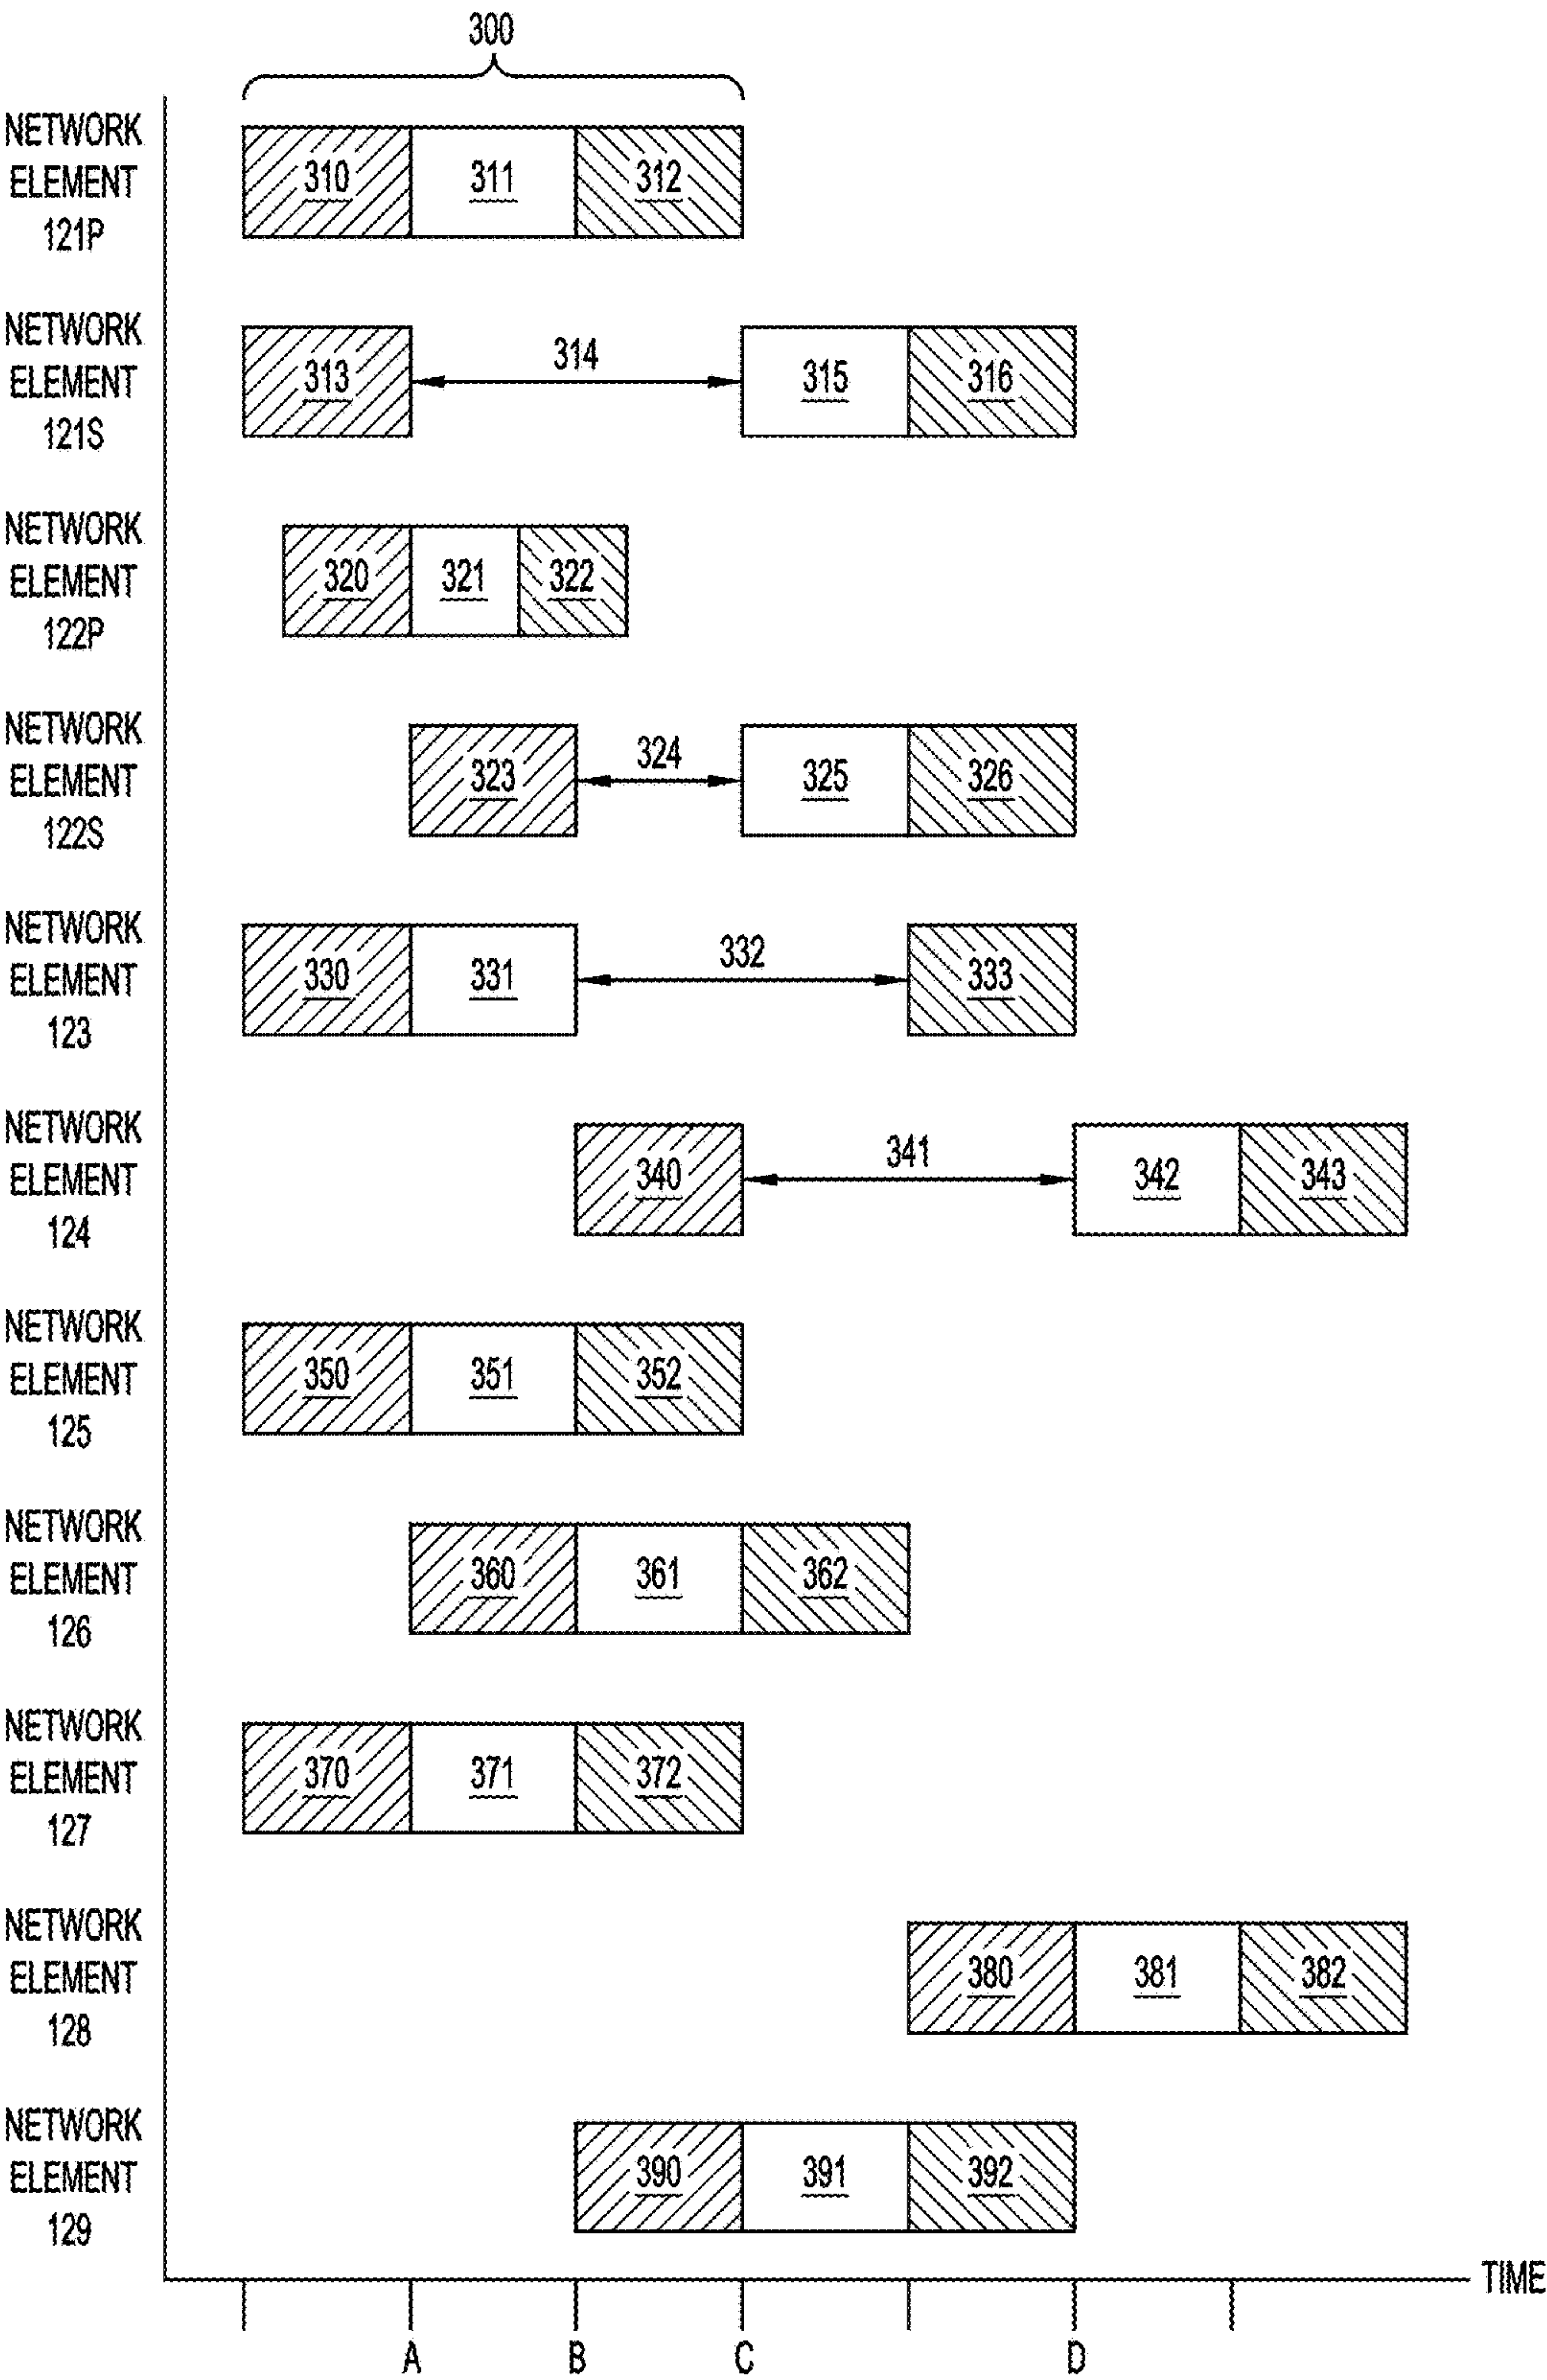 300
NETWORK
ELEMENT
121P
310 311 312
NETWORK
ELEMENT
121S
313 314 315 316
NETWORK
ELEMENT
122P
320 321 322
NETWORK
ELEMENT
122S
323 324 325 326
NETWORK
ELEMENT
123
330 331 332 333
NETWORK
ELEMENT
124
340 341 342 343
NETWORK
ELEMENT
125
350 351 352
NETWORK
ELEMENT
126
360 361 362
NETWORK
ELEMENT
127
370 371 372
NETWORK
ELEMENT
128
380 381 382
NETWORK
ELEMENT
129
390 391 392
TIME
A B C D